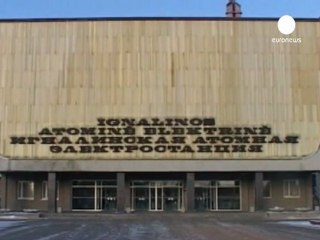 euronews
IGNALINOS
ATOMINĖ ELEKTRINĖ
ИГНАЛИНСКАЯ АТОМНАЯ
ЭЛЕКТРОСТАНЦИЯ